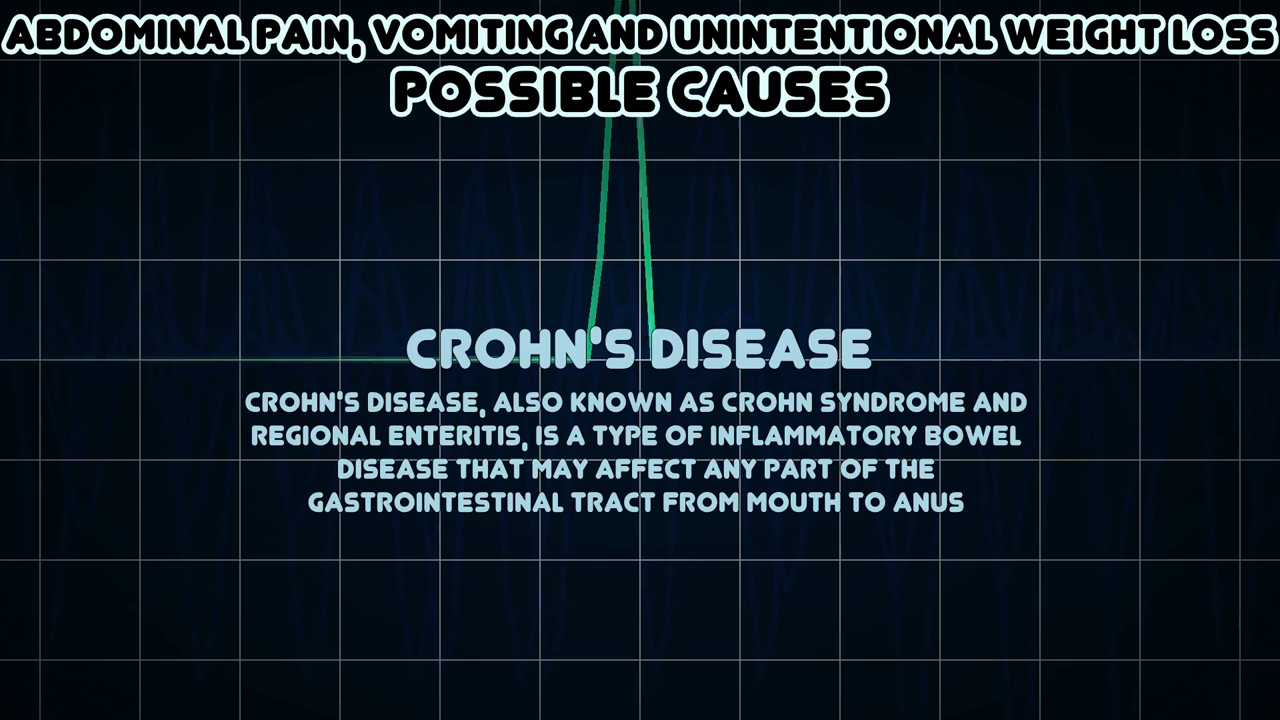 ABDOMINAL PAIN, VOMITING AND UNINTENTIONAL WEIGHT LOSS
POSSIBLE CAUSES
CROHN'S DISEASE
CROHN'S DISEASE, ALSO KNOWN AS CROHN SYNDROME AND
REGIONAL ENTERITIS, IS A TYPE OF INFLAMMATORY BOWEL
DISEASE THAT MAY AFFECT ANY PART OF THE
GASTROINTESTINAL TRACT FROM MOUTH TO ANUS